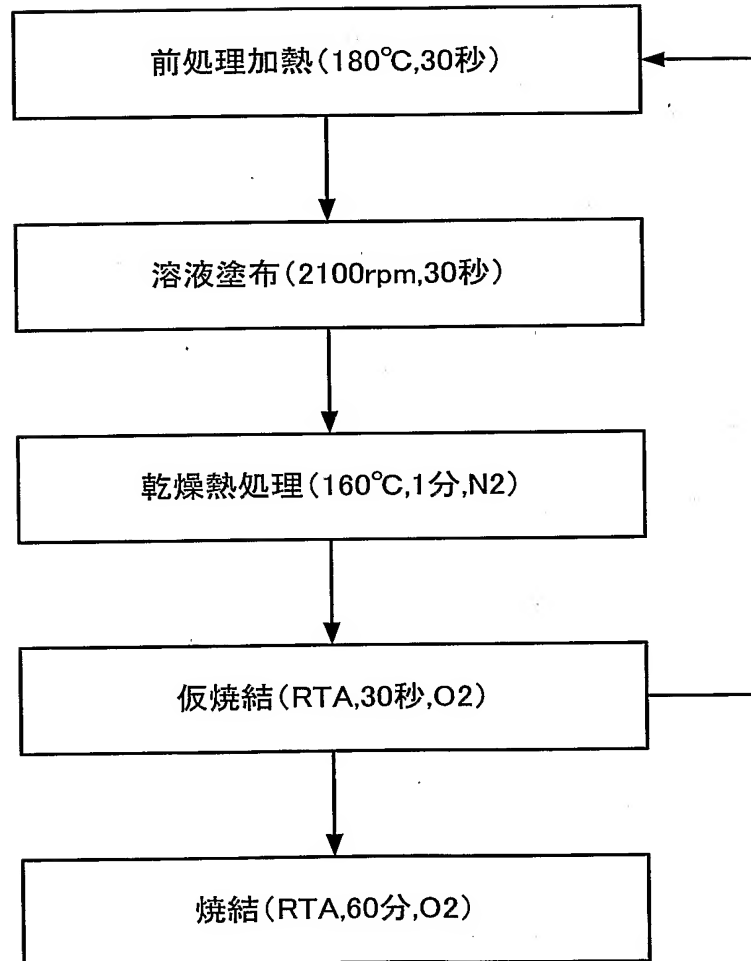 前処理加熱(180℃,30秒)
溶液塗布(2100rpm,30秒)
乾燥熱処理(160℃,1分,N2)
仮焼結(RTA,30秒,O2)
焼結(RTA,60分,O2)